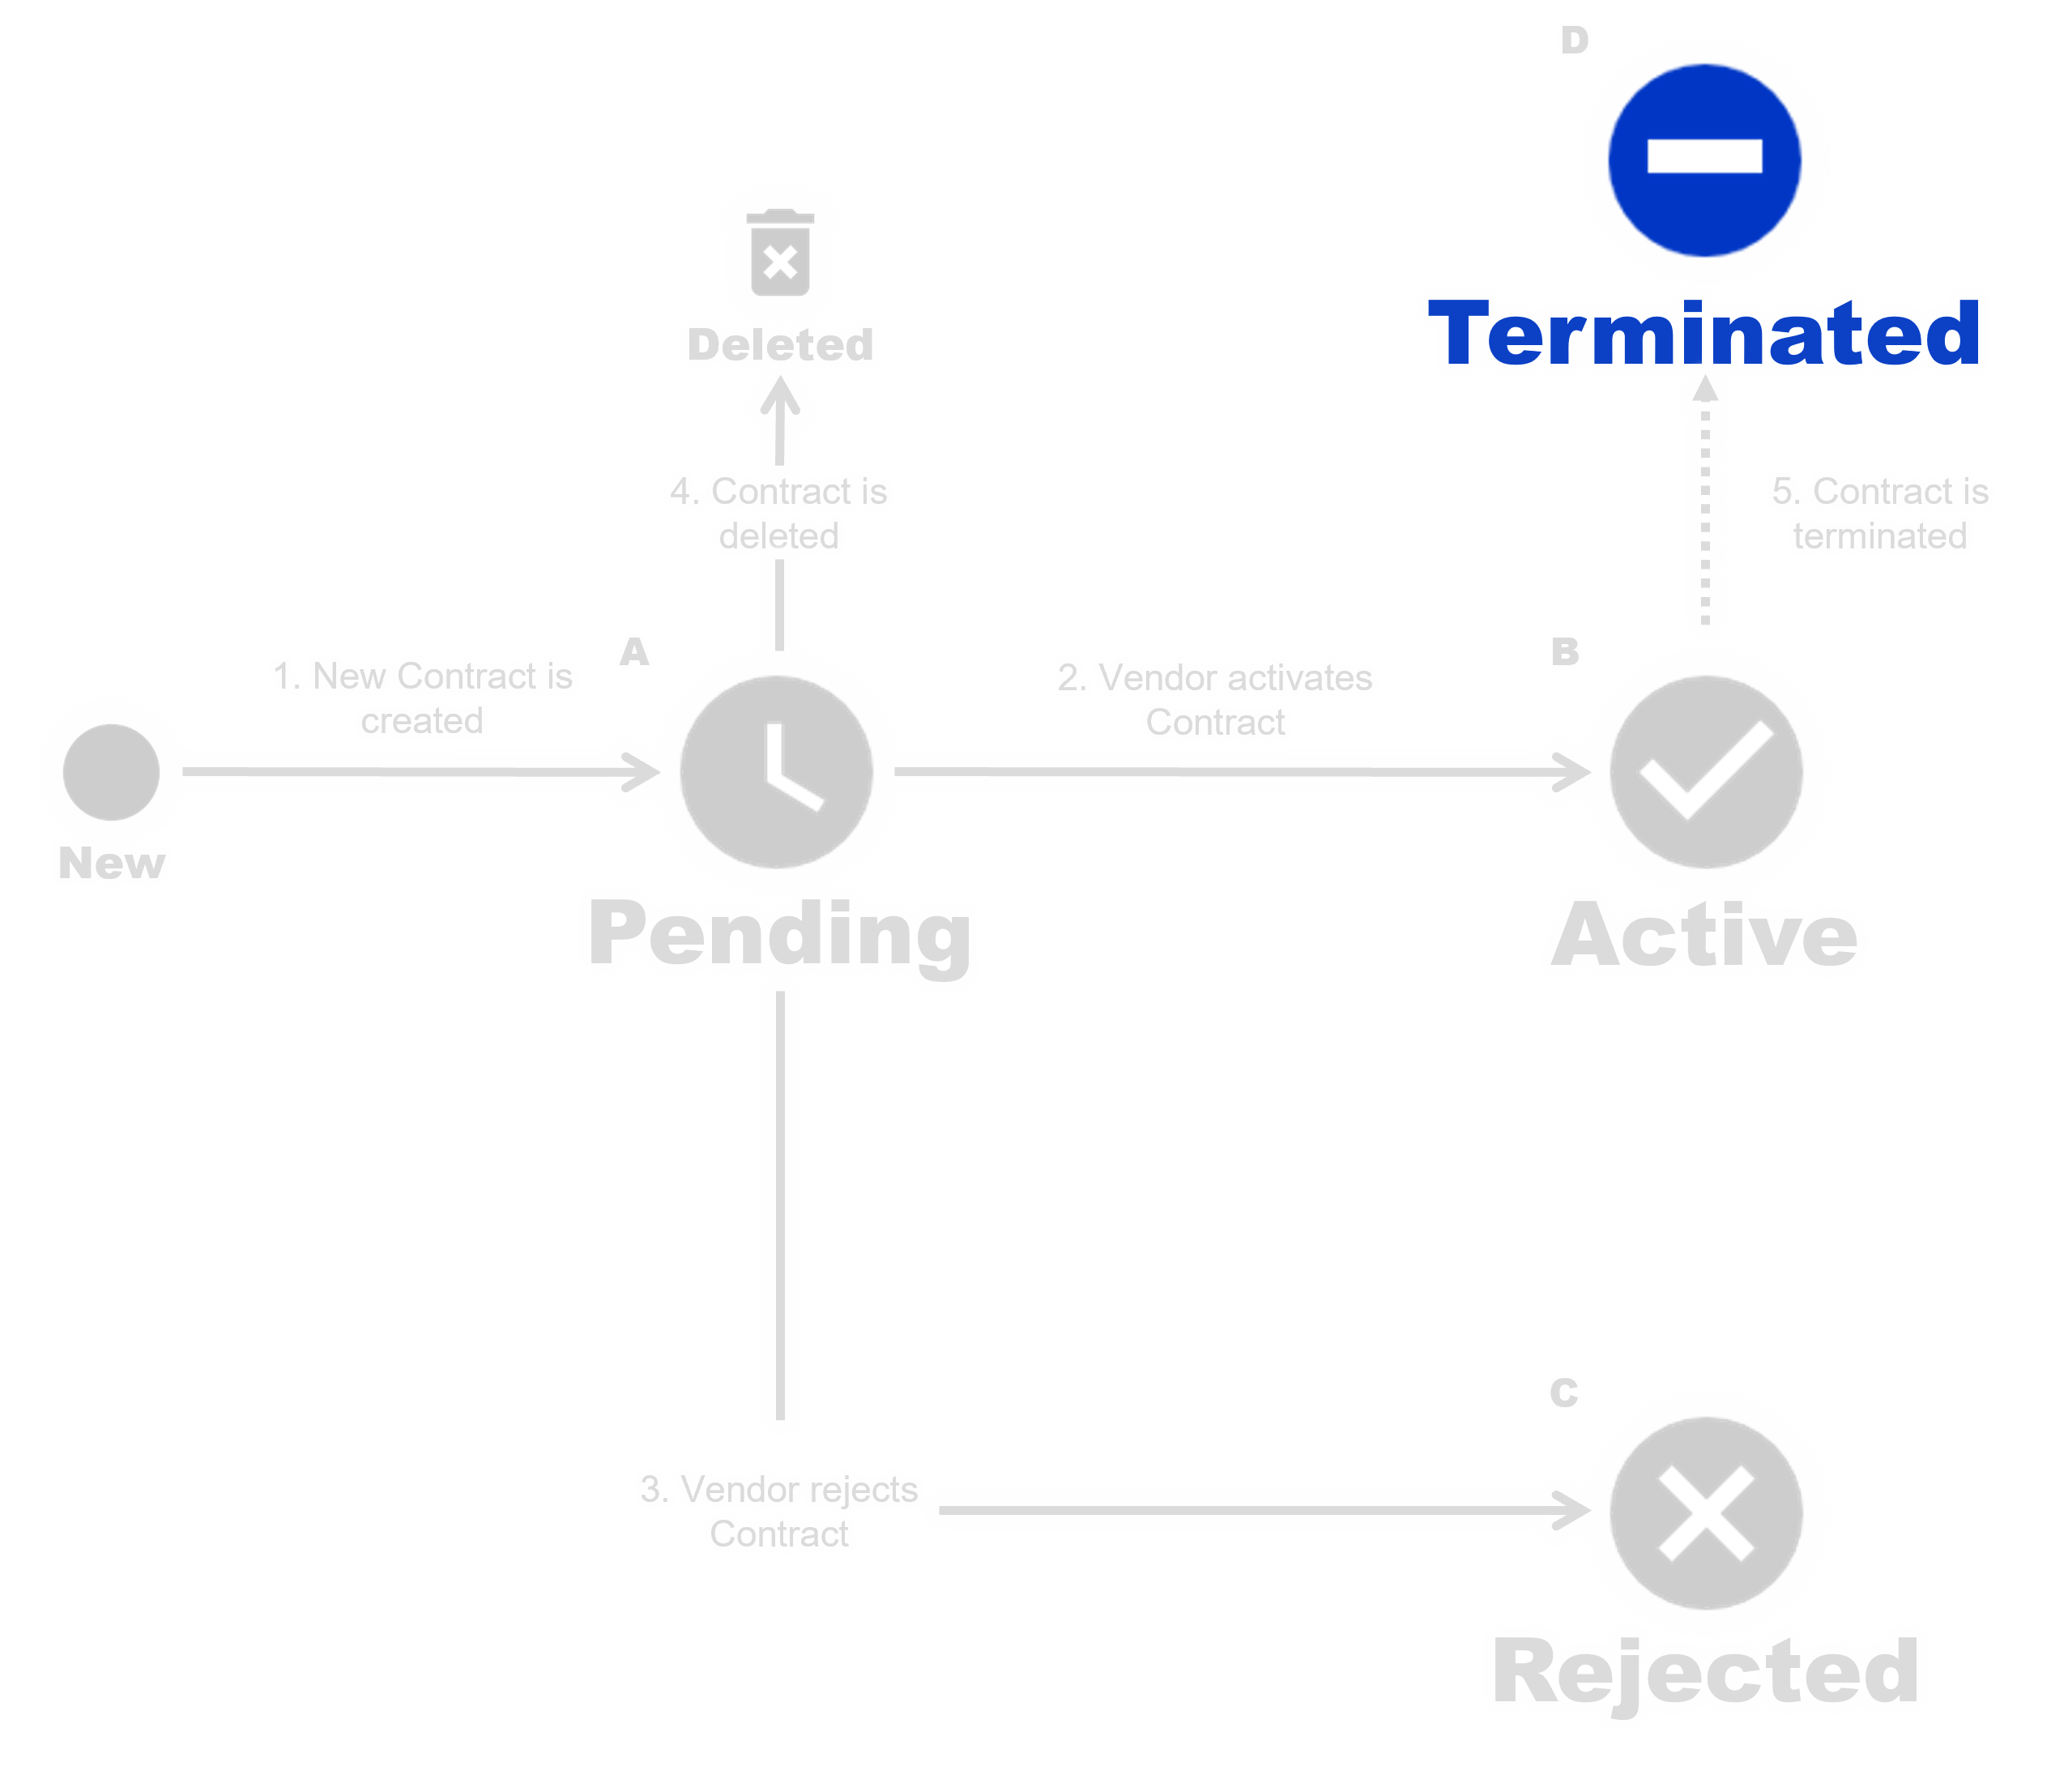 D
Terminated
Deleted
4. Contract is
deleted
5. Contract is
terminated
A
B
1. New Contract is
created
2. Vendor activates
Contract
New
Pending
Active
C
3. Vendor rejects
Contract
Rejected